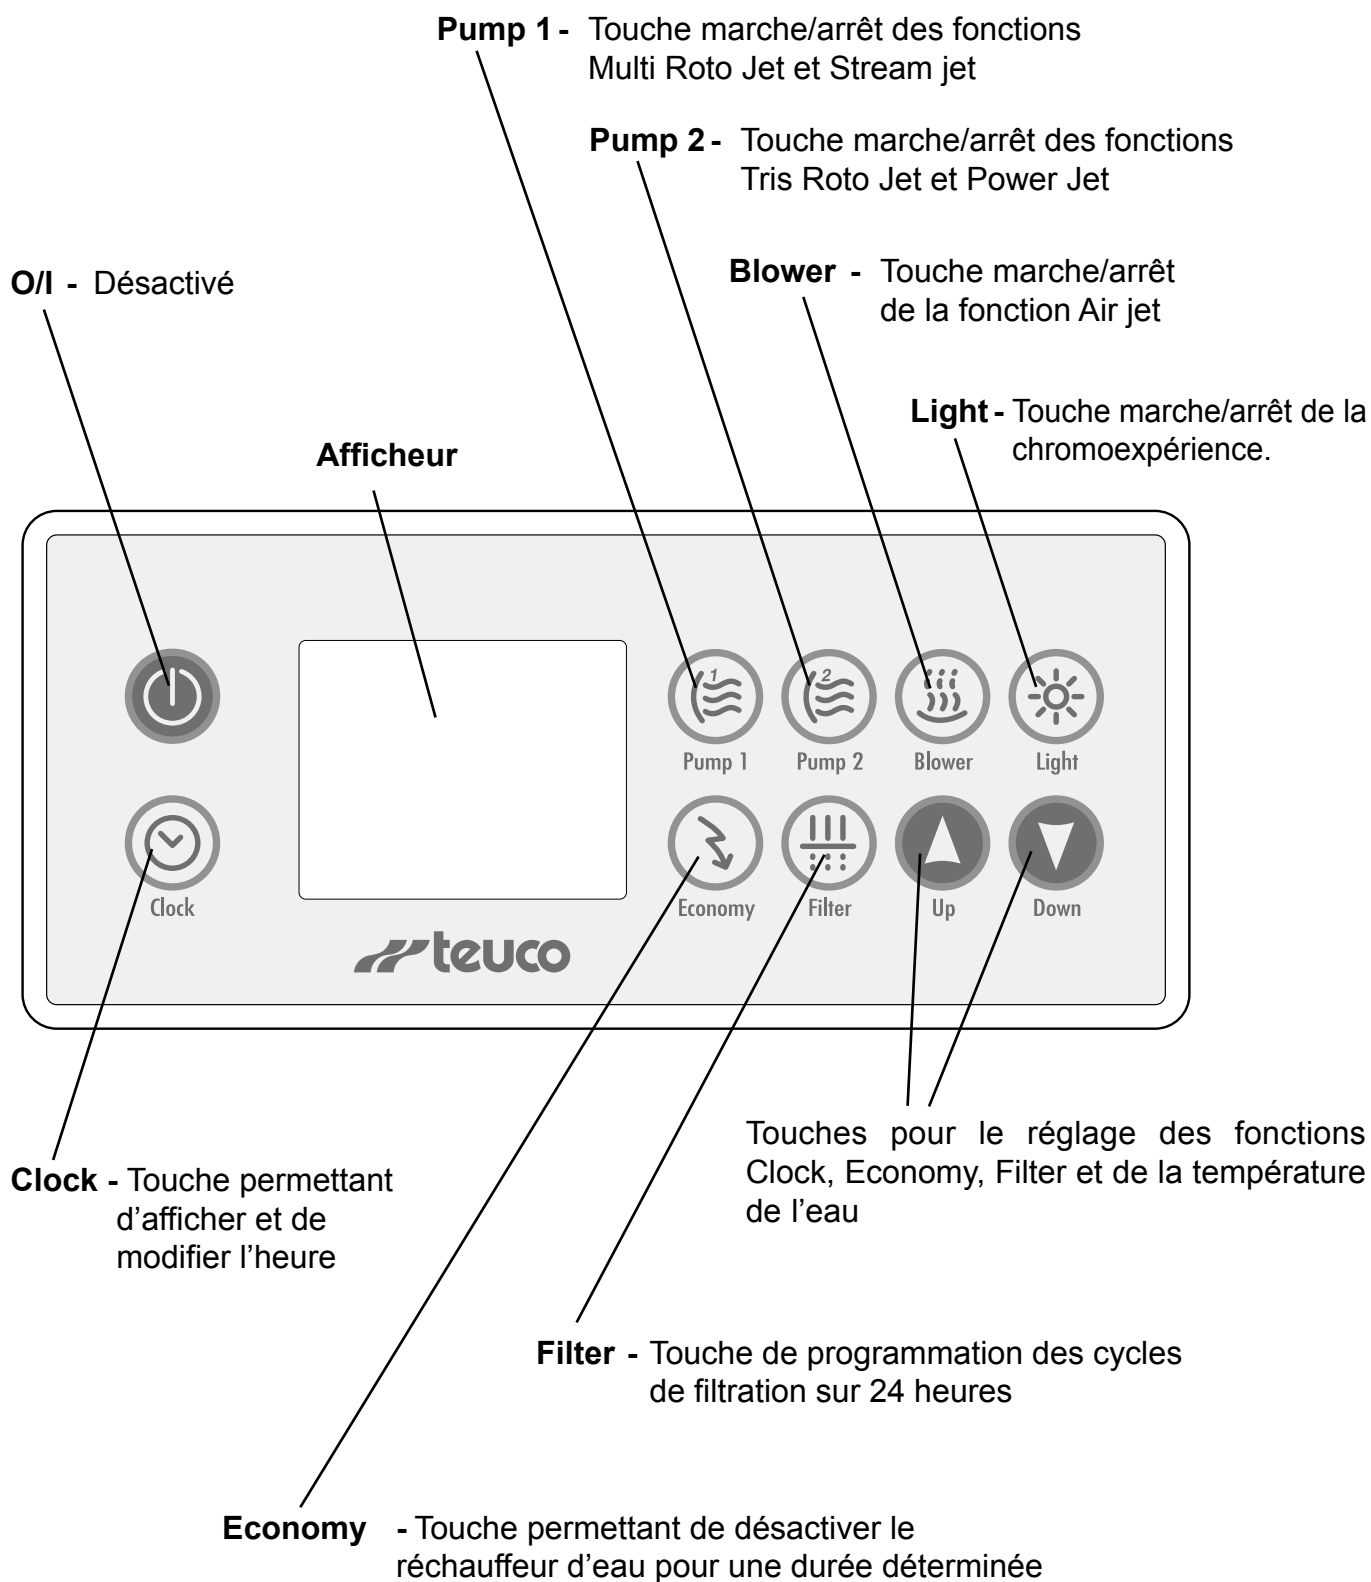 Pump 1 - Touche marche/arrêt des fonctions
Multi Roto Jet et Stream jet
Pump 2 - Touche marche/arrêt des fonctions
Tris Roto Jet et Power Jet
O/I - Désactivé
Blower - Touche marche/arrêt
de la fonction Air jet
Light - Touche marche/arrêt de la
chromoexpérience.
Afficheur
1
2
Pump 1
Pump 2
Blower
Light
Clock
Economy
Filter
Up
Down
teuco
Touches pour le réglage des fonctions
Clock, Economy, Filter et de la température
de l’eau
Clock - Touche permettant
d’afficher et de
modifier l’heure
Filter - Touche de programmation des cycles
de filtration sur 24 heures
Economy - Touche permettant de désactiver le
réchauffeur d’eau pour une durée déterminée